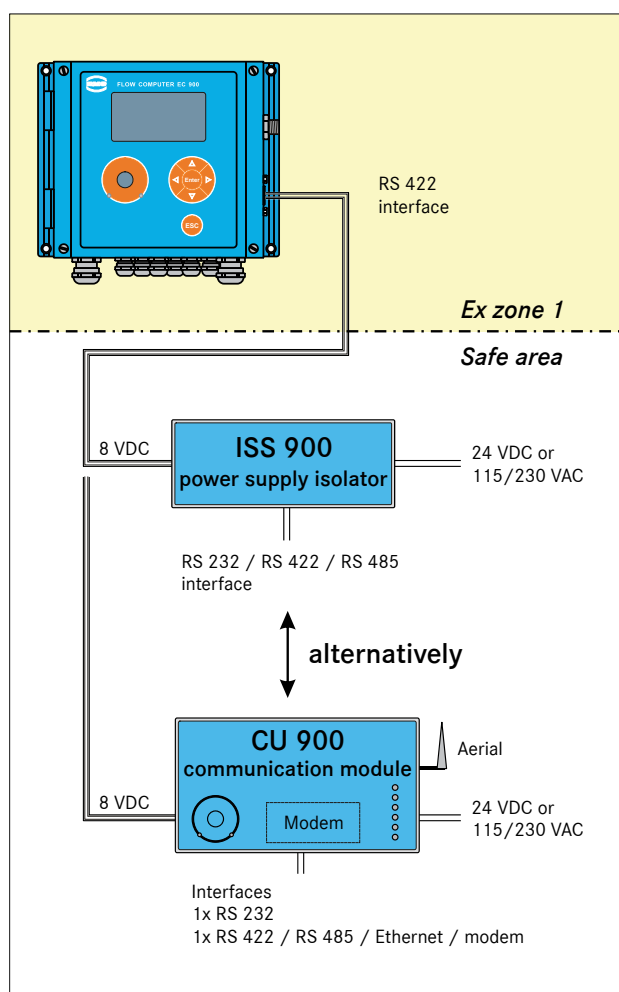 FLOW COMPUTER EC 900
Enter
ESC
RS 422
interface
Ex zone 1
Safe area
8 VDC
ISS 900
power supply isolator
24 VDC or
115/230 VAC
RS 232 / RS 422 / RS 485
interface
alternatively
CU 900
communication module
Aerial
8 VDC
Modem
24 VDC or
115/230 VAC
Interfaces
1x RS 232
1x RS 422 / RS 485 / Ethernet / modem